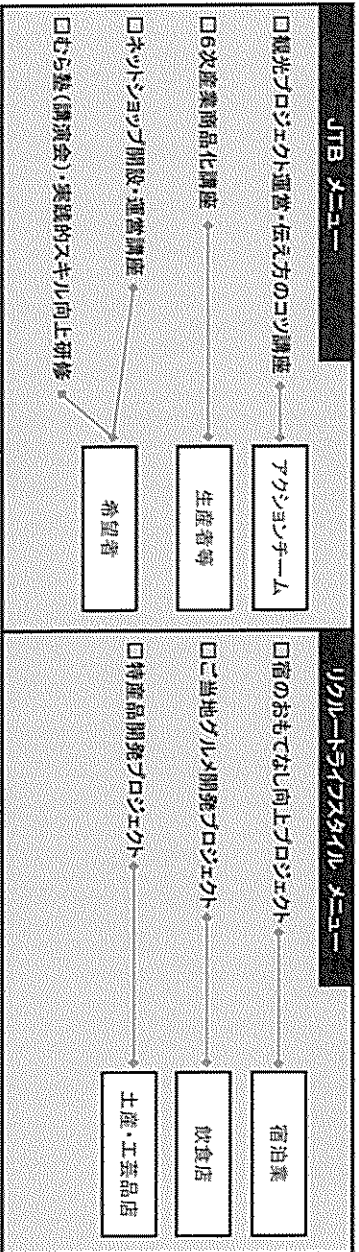 JTB メニュー
□観光プロジェクト運営・伝え方のコツ講座
アクションチーム
□6次産業商品化講座
生産者等
□ネットショップ開設・運営講座
□むら塾(講演会)・実践的スキル向上研修
希望者
リクルートライフスタイル メニュー
□宿のおもてなし向上プロジェクト
宿泊業
□ご当地グルメ開発プロジェクト
飲食店
□特産品開発プロジェクト
土産・工芸品店